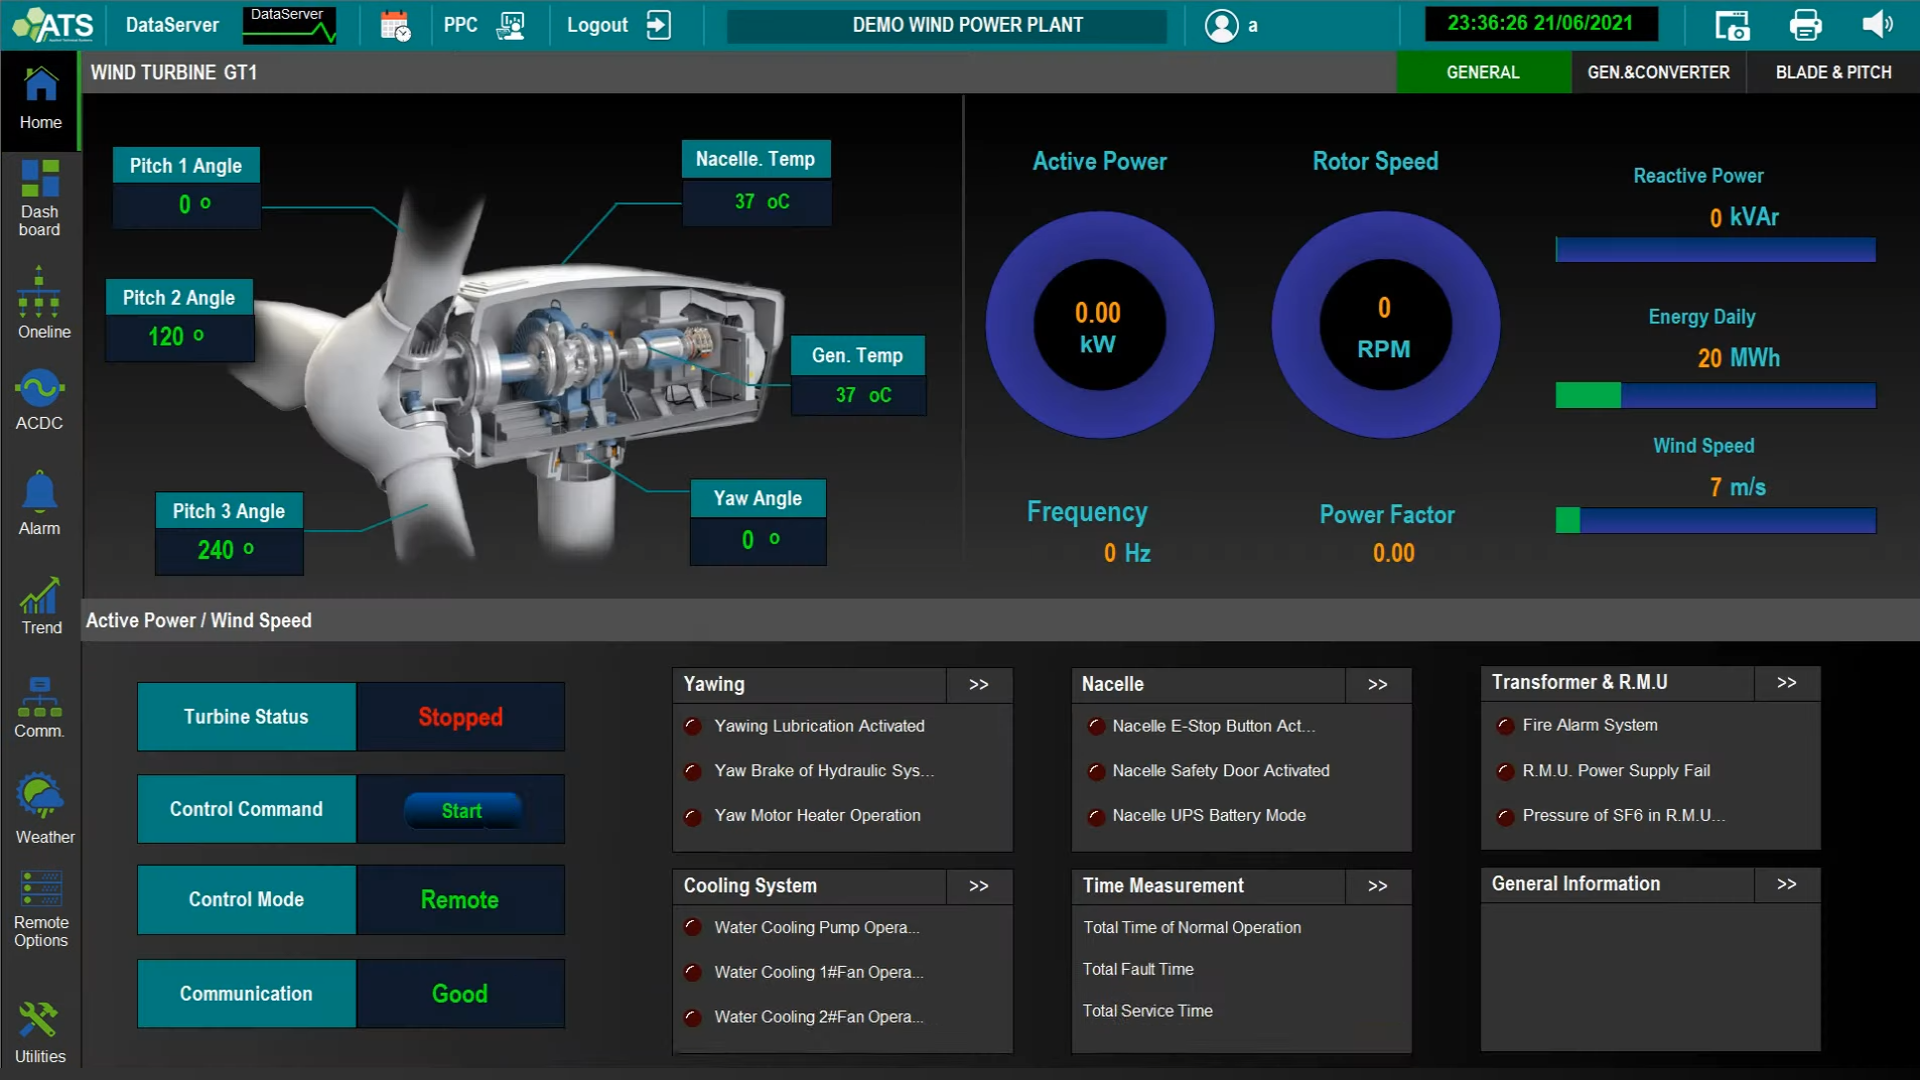 ATS
DataServer
DataServer
PPC
Logout
DEMO WIND POWER PLANT
a
23:36:26 21/06/2021
WIND TURBINE GT1
GENERAL
GEN.&CONVERTER
BLADE & PITCH
Home
Dash
board
Oneline
ACDC
Alarm
Trend
Comm.
Weather
Remote
Options
Utilities
Pitch 1 Angle
0 o
Pitch 2 Angle
120 o
Pitch 3 Angle
240 o
Nacelle. Temp
37 oC
Gen. Temp
37 oC
Yaw Angle
0 o
Active Power
0.00
kW
Rotor Speed
0
RPM
Frequency
0 Hz
Power Factor
0.00
Reactive Power
0 kVAr
Energy Daily
20 MWh
Wind Speed
7 m/s
Active Power / Wind Speed
Turbine Status
Stopped
Control Command
Start
Control Mode
Remote
Communication
Good
Yawing >>
Yawing Lubrication Activated
Yaw Brake of Hydraulic Sys...
Yaw Motor Heater Operation
Nacelle >>
Nacelle E-Stop Button Act...
Nacelle Safety Door Activated
Nacelle UPS Battery Mode
Transformer & R.M.U >>
Fire Alarm System
R.M.U. Power Supply Fail
Pressure of SF6 in R.M.U...
Cooling System >>
Water Cooling Pump Opera...
Water Cooling 1#Fan Opera...
Water Cooling 2#Fan Opera...
Time Measurement >>
Total Time of Normal Operation
Total Fault Time
Total Service Time
General Information >>